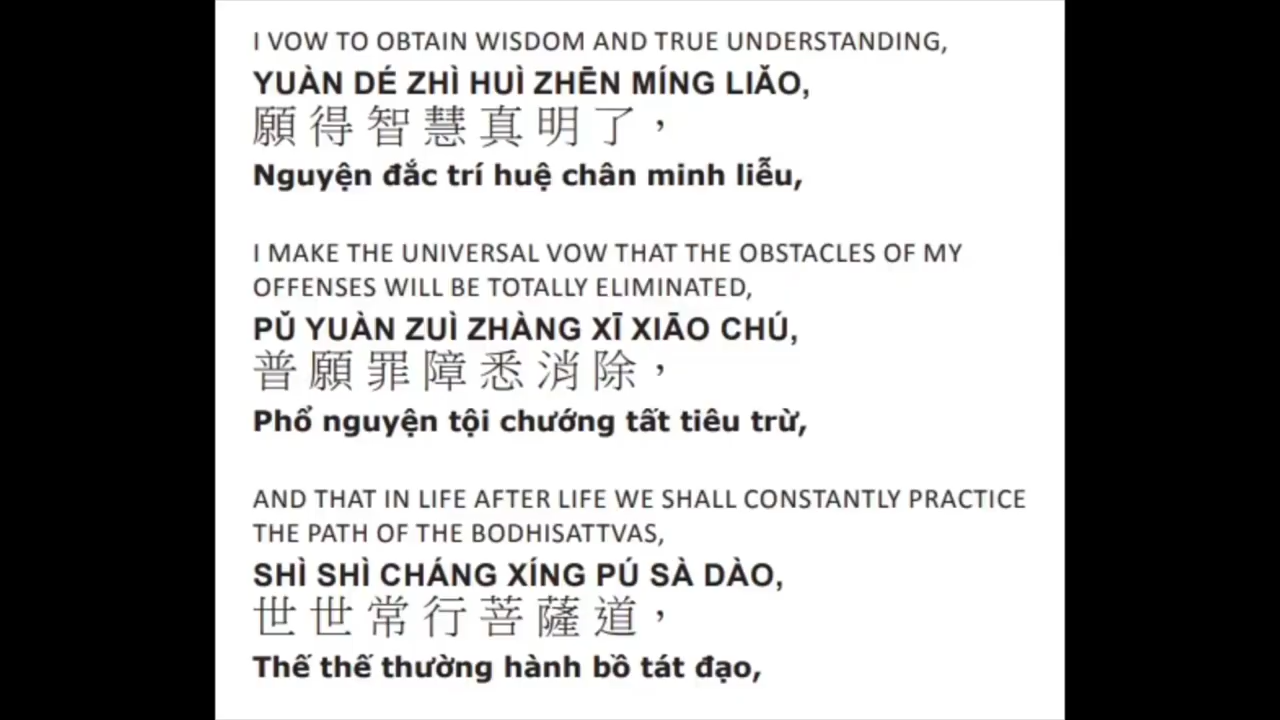 I VOW TO OBTAIN WISDOM AND TRUE UNDERSTANDING,
YUÀN DÉ ZHÌ HUÌ ZHĒN MÍNG LIǍO,
願得智慧真明了，
Nguyện đắc trí huệ chân minh liễu,
I MAKE THE UNIVERSAL VOW THAT THE OBSTACLES OF MY
OFFENSES WILL BE TOTALLY ELIMINATED,
PǓ YUÀN ZUÌ ZHÀNG XĪ XIĀO CHÚ,
普願罪障悉消除，
Phổ nguyện tội chướng tất tiêu trừ,
AND THAT IN LIFE AFTER LIFE WE SHALL CONSTANTLY PRACTICE
THE PATH OF THE BODHISATTVAS,
SHÌ SHÌ CHÁNG XÍNG PÚ SÀ DÀO,
世世常行菩薩道，
Thế thế thường hành bồ tát đạo,